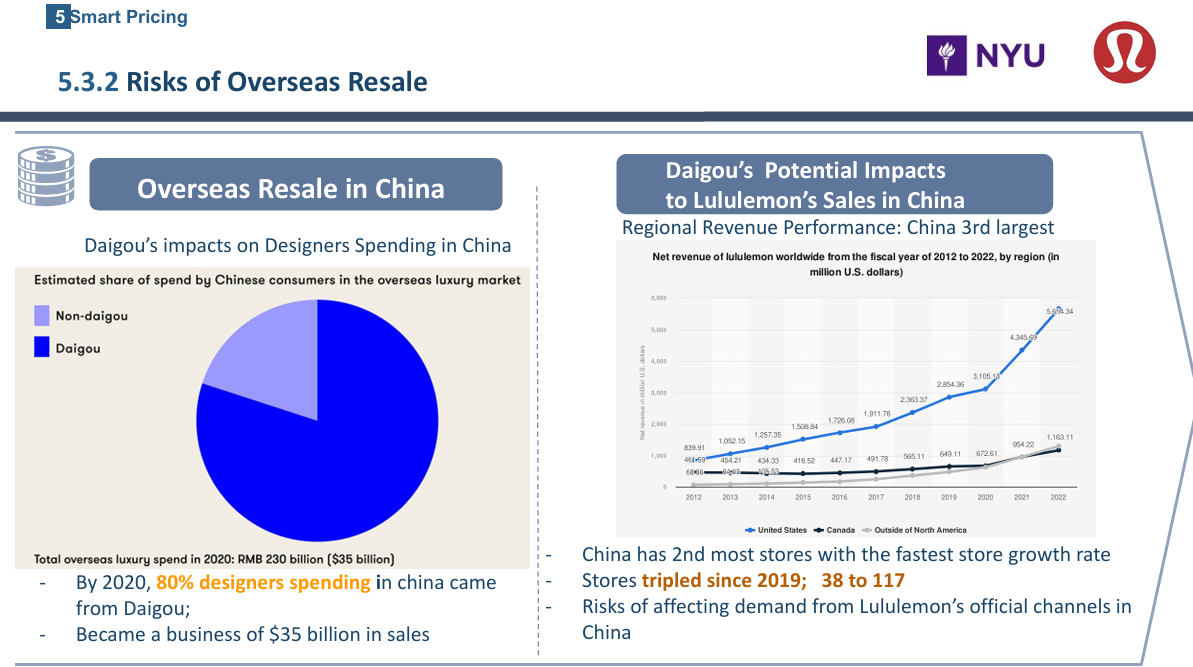 5 Smart Pricing
NYU
5.3.2 Risks of Overseas Resale
$
Overseas Resale in China
Daigou’s impacts on Designers Spending in China
Estimated share of spend by Chinese consumers in the overseas luxury market
Non-daigou
Daigou
Total overseas luxury spend in 2020: RMB 230 billion ($35 billion)
- By 2020, 80% designers spending in china came
from Daigou;
- Became a business of $35 billion in sales
Daigou’s Potential Impacts
to Lululemon’s Sales in China
Regional Revenue Performance: China 3rd largest
Net revenue of lululemon worldwide from the fiscal year of 2012 to 2022, by region (in
million U.S. dollars)
Net revenue in million U.S. dollars
6,000
5,000
4,000
3,000
2,000
1,000
0
839.91 1,052.15 1,257.35 1,508.84 1,726.08 1,911.76 2,363.37 2,854.36 3,105.13 4,345.69 5,654.34
454.21 434.33 416.52 447.17 491.78 565.11 649.11 672.61 954.22 1,163.11
105.53
2012 2013 2014 2015 2016 2017 2018 2019 2020 2021 2022
United States Canada Outside of North America
- China has 2nd most stores with the fastest store growth rate
- Stores tripled since 2019; 38 to 117
- Risks of affecting demand from Lululemon’s official channels in
China